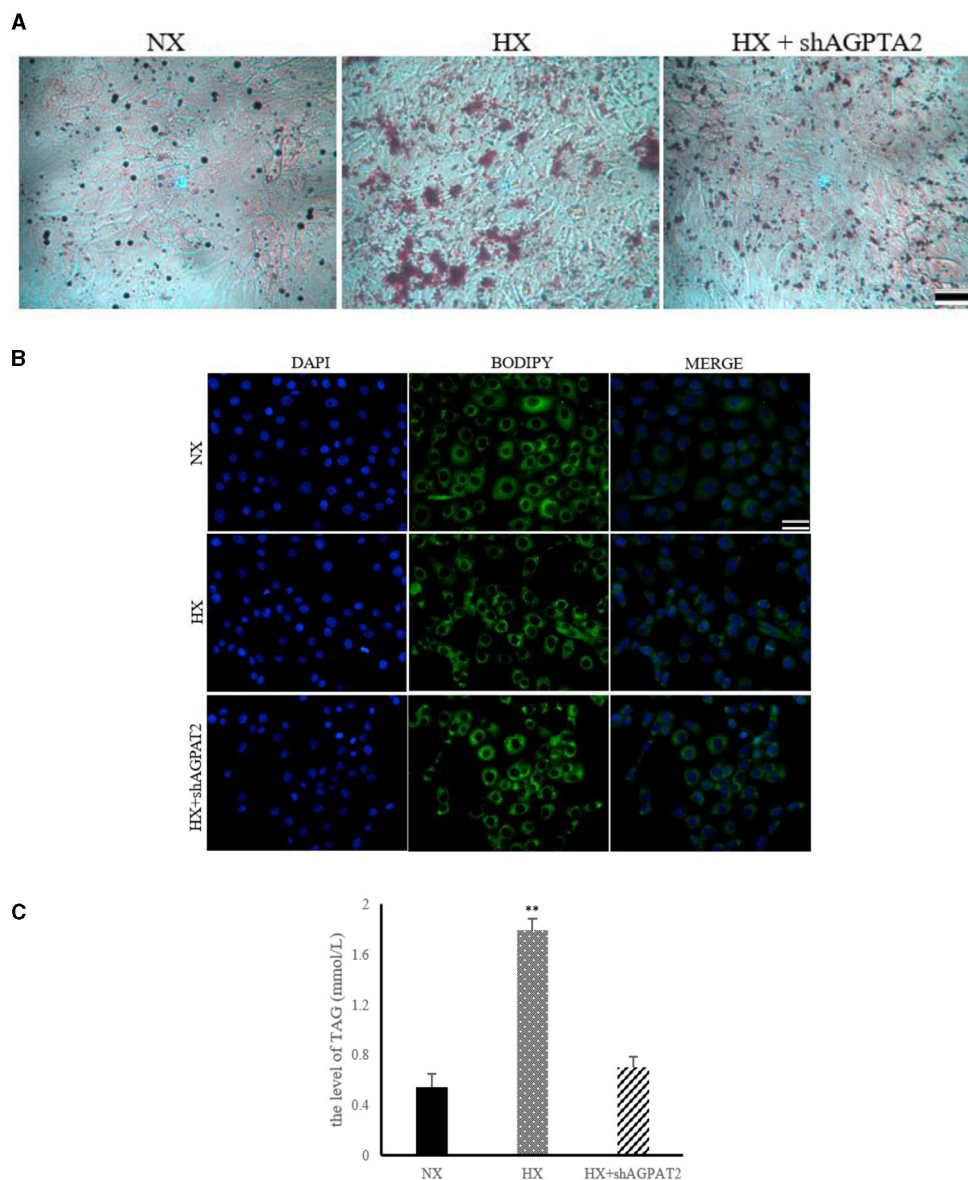 A
NX HX HX + shAGPTA2
B
DAPI BODIPY MERGE
NX
HX
HX+shAGPAT2
C
the level of TAG (mmol/L)
2
**
1.6
1.2
0.8
0.4
0
NX HX HX+shAGPAT2